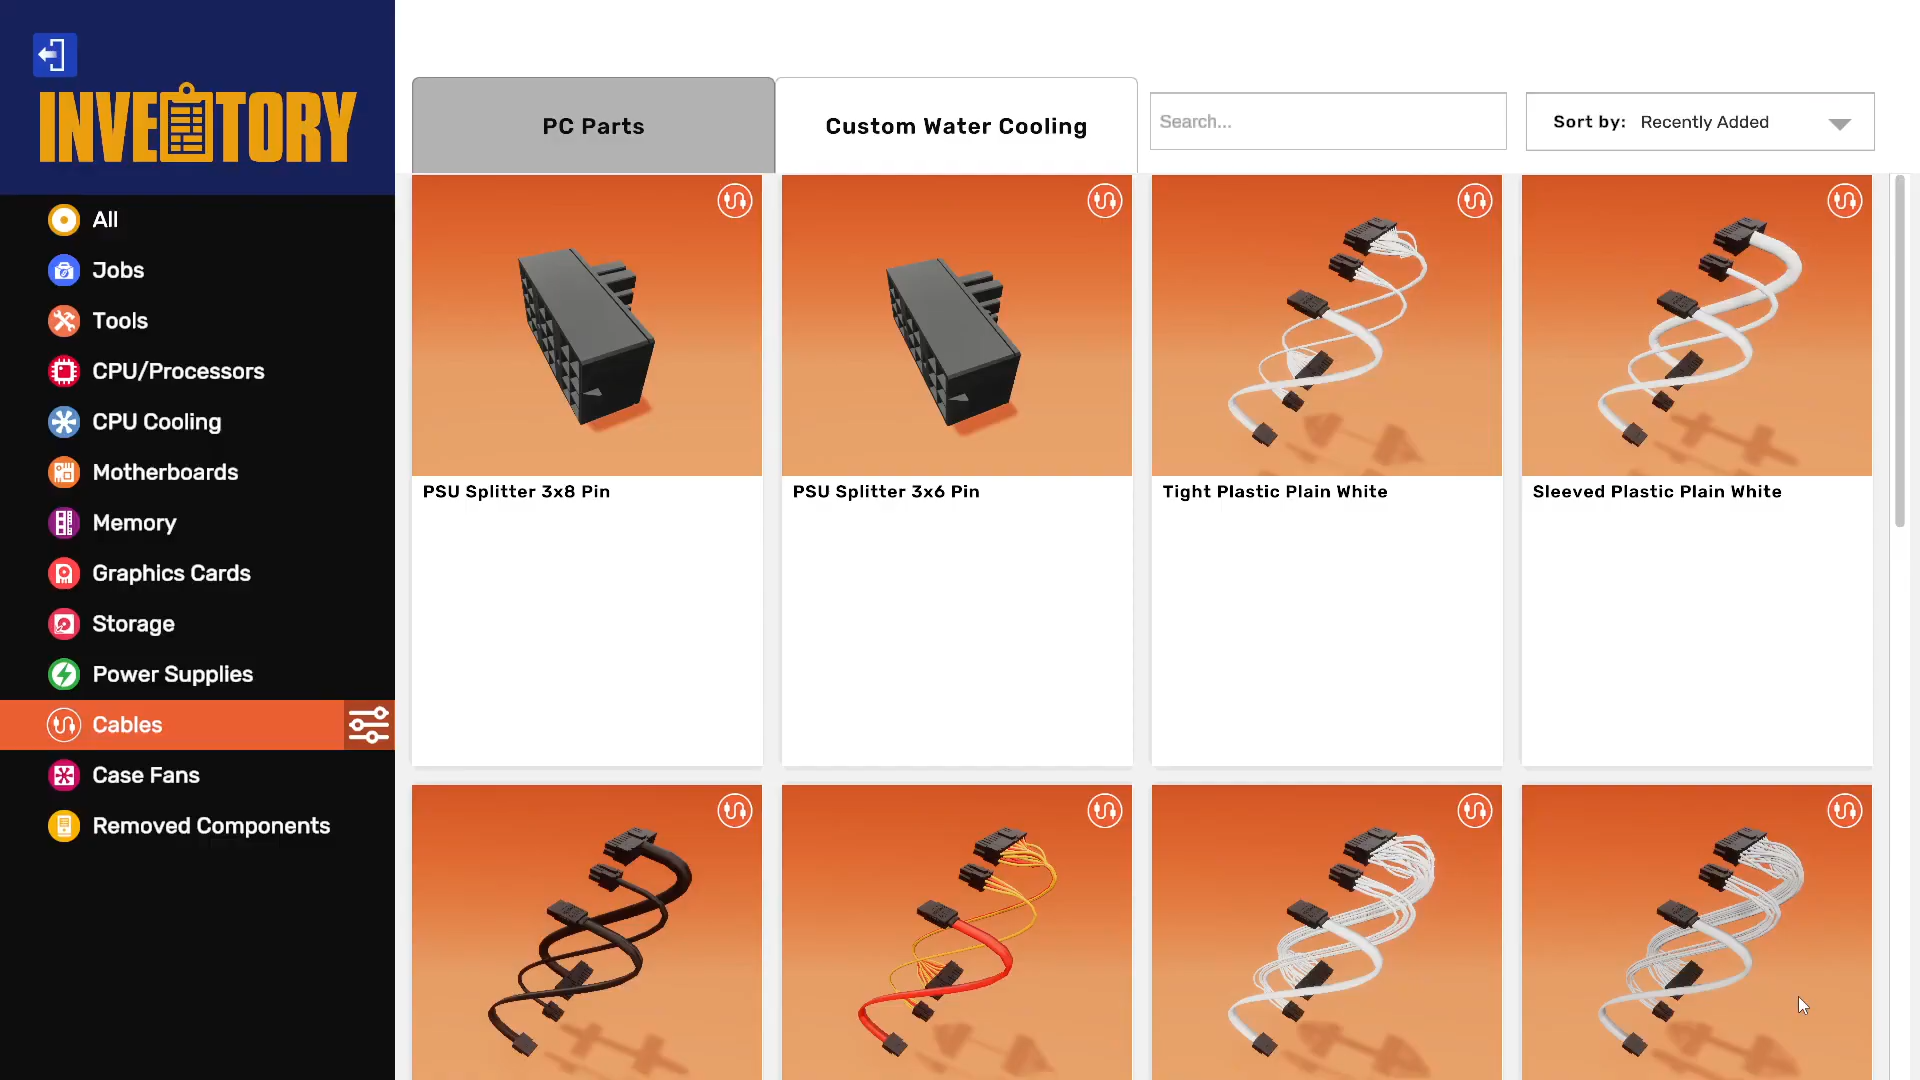 INVENTORY
PC Parts
Custom Water Cooling
Search...
Sort by: Recently Added
All
Jobs
Tools
CPU/Processors
CPU Cooling
Motherboards
Memory
Graphics Cards
Storage
Power Supplies
Cables
Case Fans
Removed Components
PSU Splitter 3x8 Pin
PSU Splitter 3x6 Pin
Tight Plastic Plain White
Sleeved Plastic Plain White